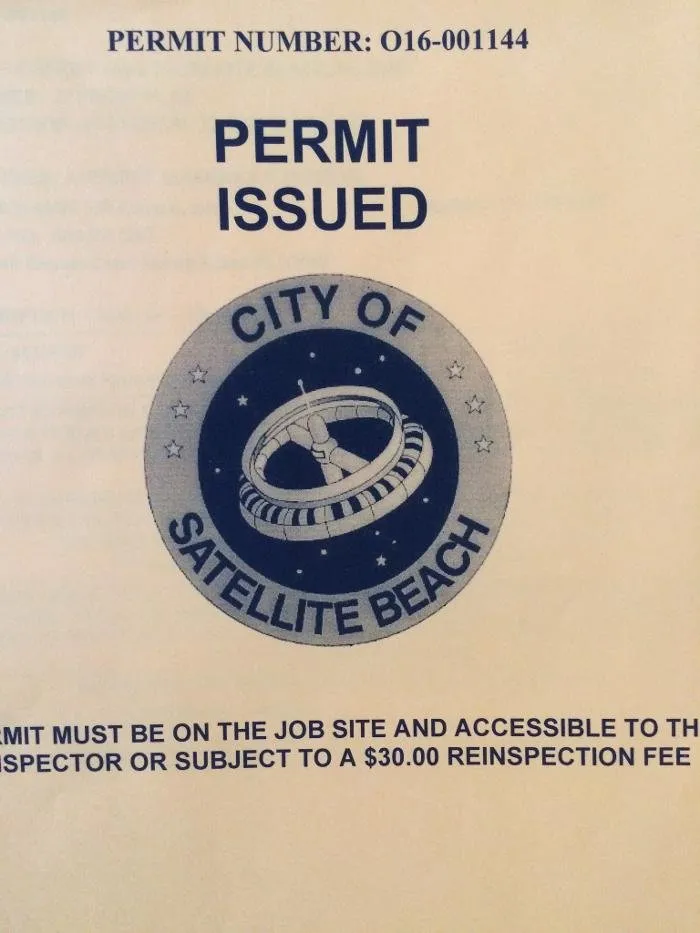 PERMIT NUMBER: O16-001144
PERMIT
ISSUED
CITY OF
SATELLITE BEACH
RMIT MUST BE ON THE JOB SITE AND ACCESSIBLE TO TH
SPECTOR OR SUBJECT TO A $30.00 REINSPECTION FEE